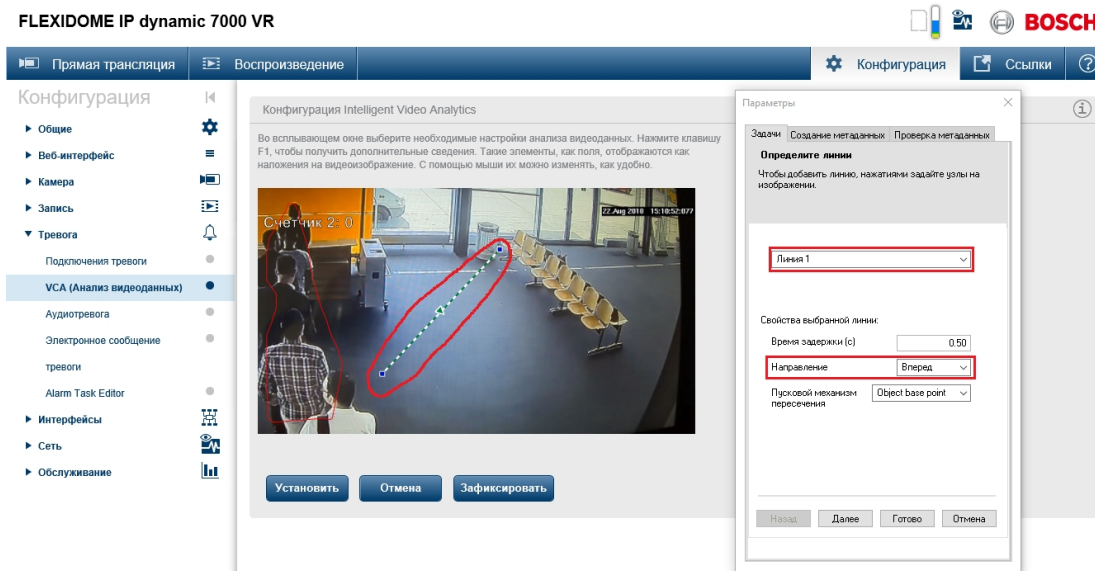 FLEXIDOME IP dynamic 7000 VR
BOSCH
Прямая трансляция
Воспроизведение
Конфигурация
Ссылки
Конфигурация
Общие
Веб-интерфейс
Камера
Запись
Тревога
Подключения тревоги
VCA (Анализ видеоданных)
Аудиотревога
Электронное сообщение
тревоги
Alarm Task Editor
Интерфейсы
Сеть
Обслуживание
Конфигурация Intelligent Video Analytics
Во всплывающем окне выберите необходимые настройки анализа видеоданных. Нажмите клавишу
F1, чтобы получить дополнительные сведения. Такие элементы, как поля, отображаются как
наложения на видеоизображение. С помощью мыши их можно изменять, как удобно.
Счетчик 2: 0
22.Aug 2018 15:10:52:077
Установить
Отмена
Зафиксировать
Параметры
Задачи
Создание метаданных
Проверка метаданных
Определите линии
Чтобы добавить линию, нажатиями задайте узлы на
изображении.
Линия 1
Свойства выбранной линии:
Время задержки (с)
0.50
Направление
Вперед
Пусковой механизм
пересечения
Object base point
Назад
Далее
Готово
Отмена